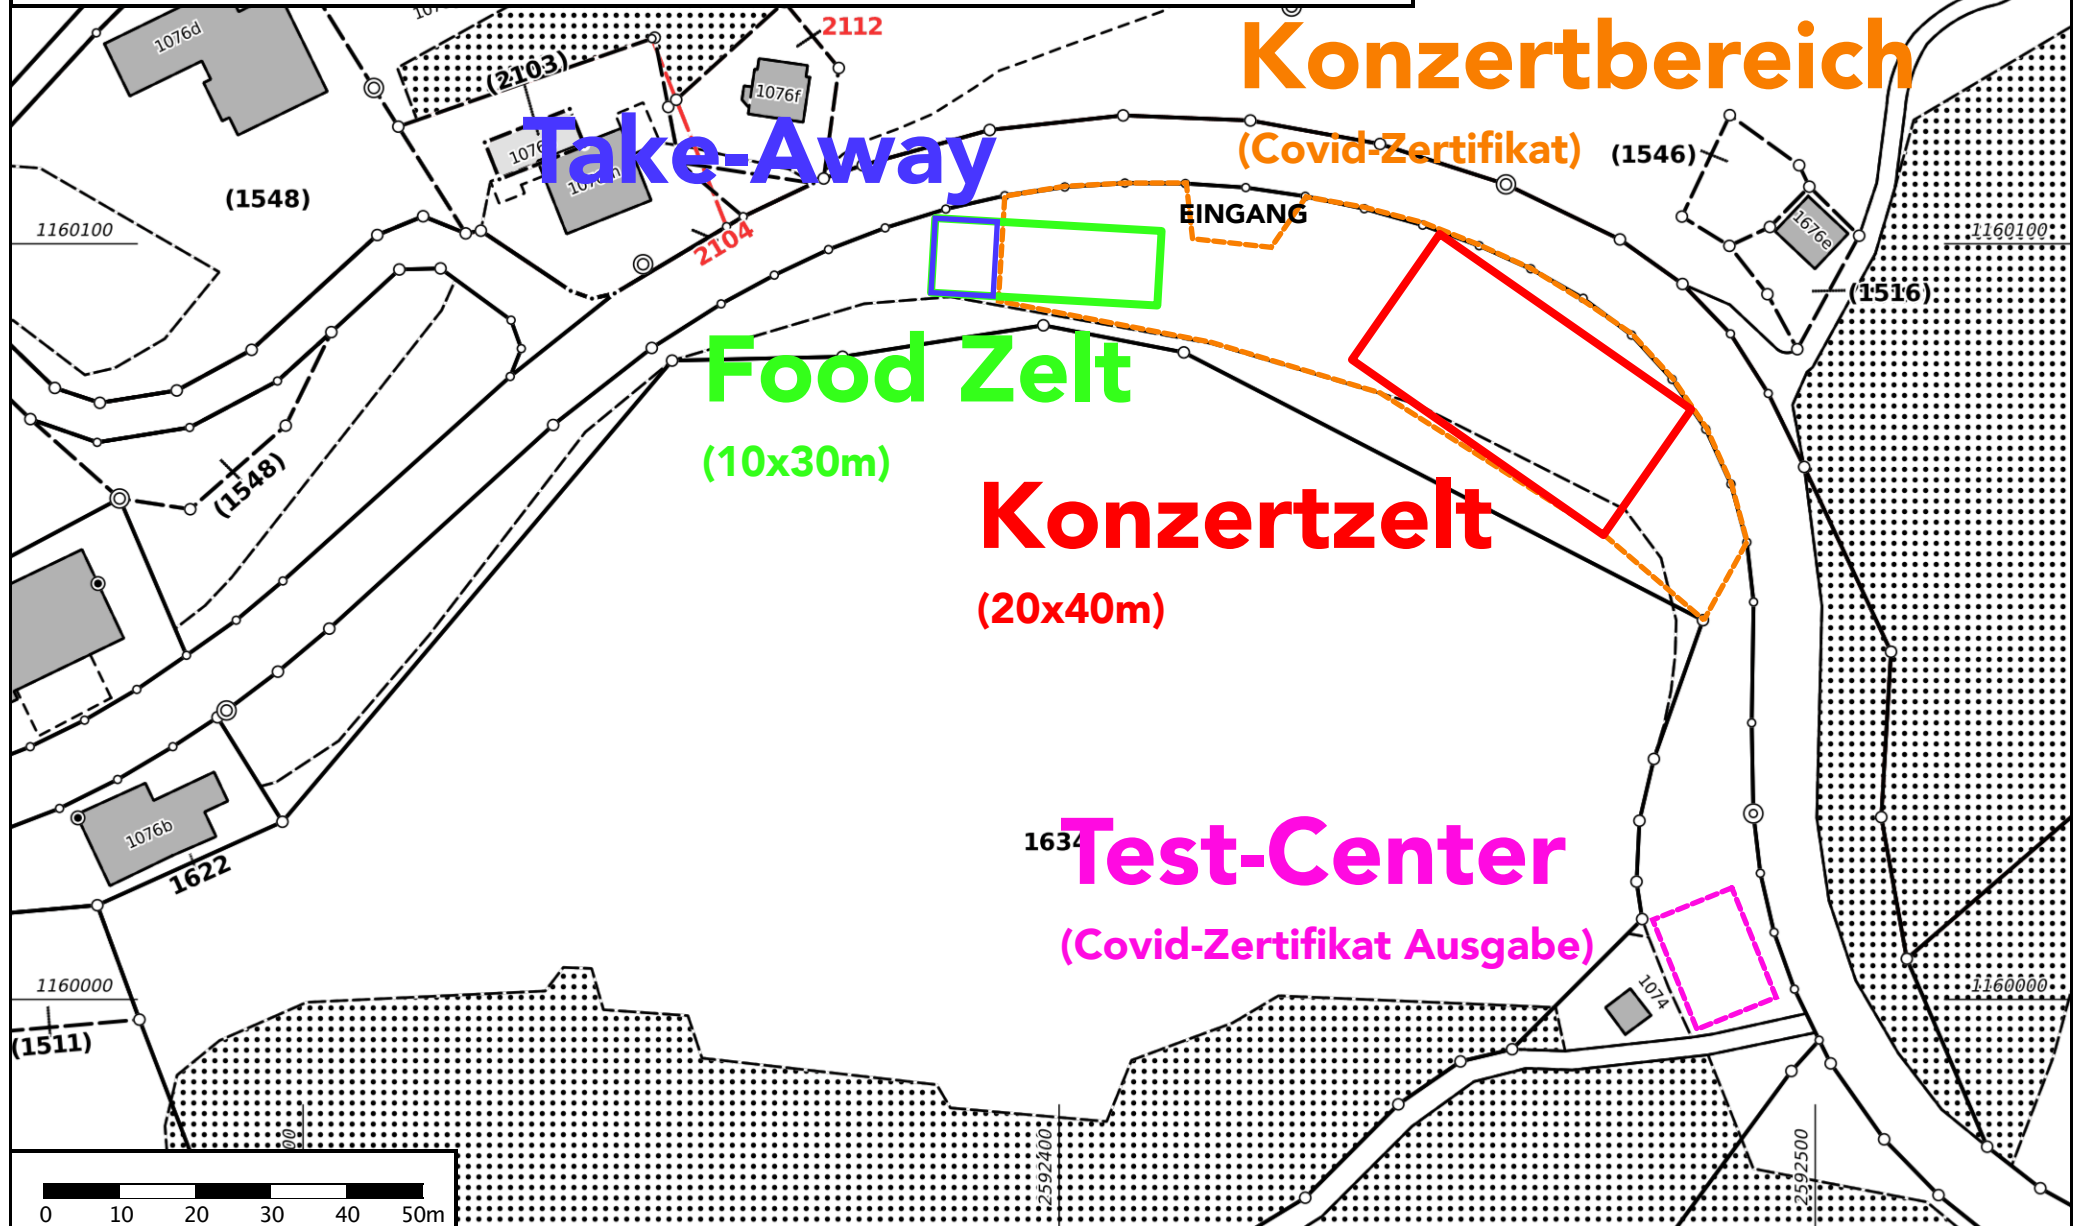 1076d
2112
Konzertbereich
(2103)
1076f
(Covid-Zertifikat)
(1546)
Take-Away
(1548)
EINGANG
1160100
2104
1676e
1160100
(1516)
Food Zelt
(10x30m)
(1548)
Konzertzelt
(20x40m)
1076b
1622
1634
Test-Center
(Covid-Zertifikat Ausgabe)
1160000
1074
1160000
(1511)
2592400
2592500
0 10 20 30 40 50m